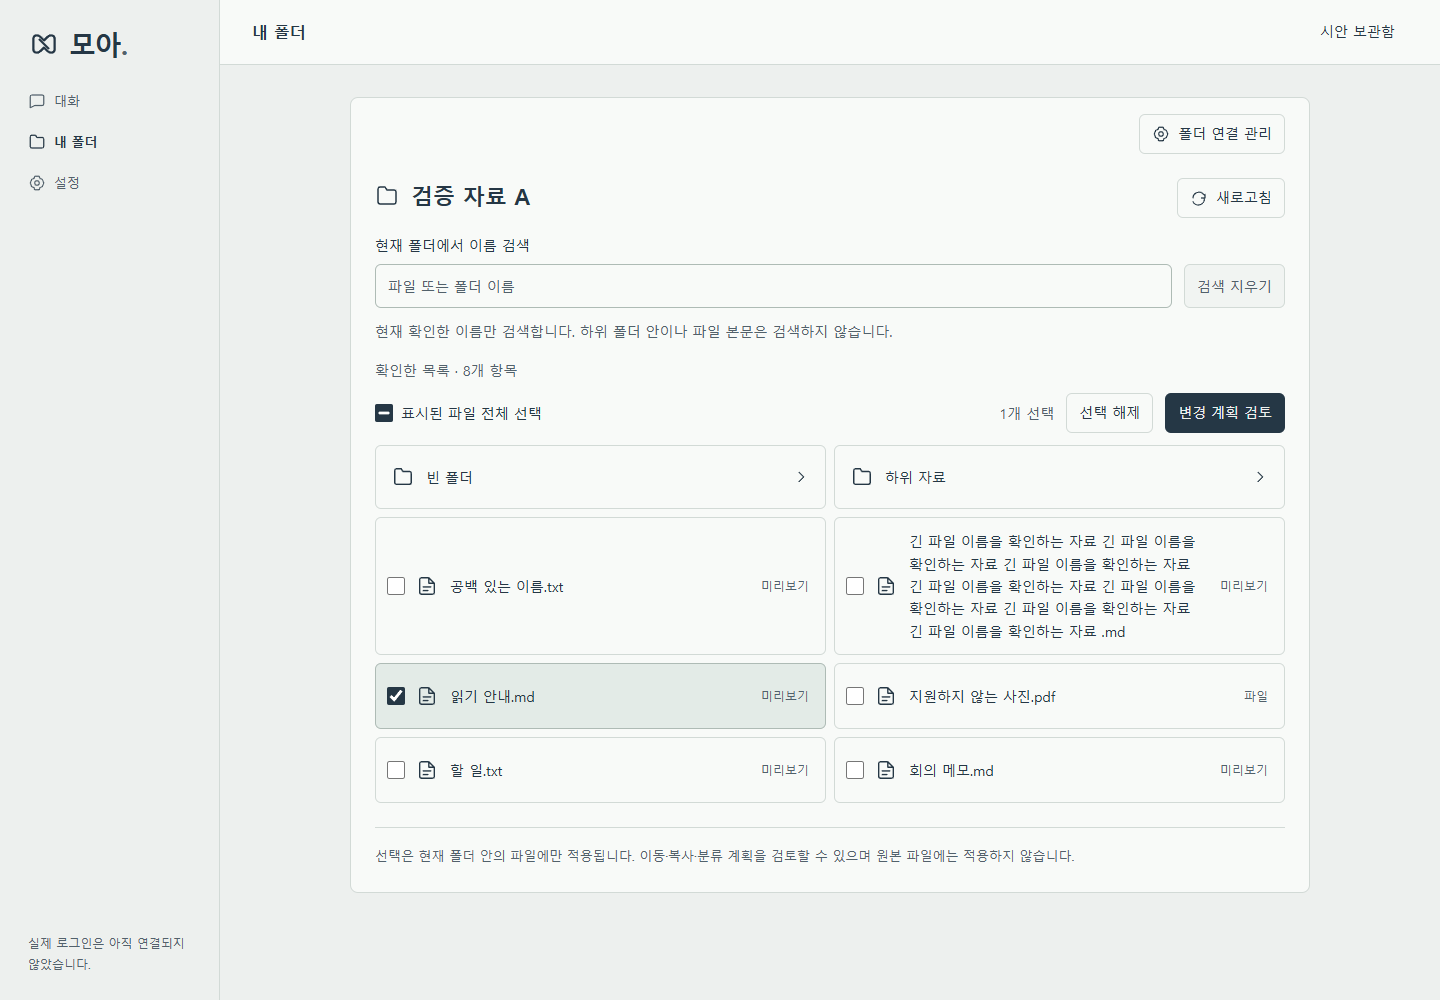 모아.
대화
내 폴더
설정
실제 로그인은 아직 연결되지
않았습니다.
내 폴더
시안 보관함
폴더 연결 관리
검증 자료 A
새로고침
현재 폴더에서 이름 검색
파일 또는 폴더 이름
검색 지우기
현재 확인한 이름만 검색합니다. 하위 폴더 안이나 파일 본문은 검색하지 않습니다.
확인한 목록 · 8개 항목
표시된 파일 전체 선택
1개 선택
선택 해제
변경 계획 검토
빈 폴더
하위 자료
공백 있는 이름.txt
미리보기
긴 파일 이름을 확인하는 자료 긴 파일 이름을
확인하는 자료 긴 파일 이름을 확인하는 자료
긴 파일 이름을 확인하는 자료 긴 파일 이름을
확인하는 자료 긴 파일 이름을 확인하는 자료
긴 파일 이름을 확인하는 자료 .md
미리보기
읽기 안내.md
미리보기
지원하지 않는 사진.pdf
파일
할 일.txt
미리보기
회의 메모.md
미리보기
선택은 현재 폴더 안의 파일에만 적용됩니다. 이동·복사·분류 계획을 검토할 수 있으며 원본 파일에는 적용하지 않습니다.